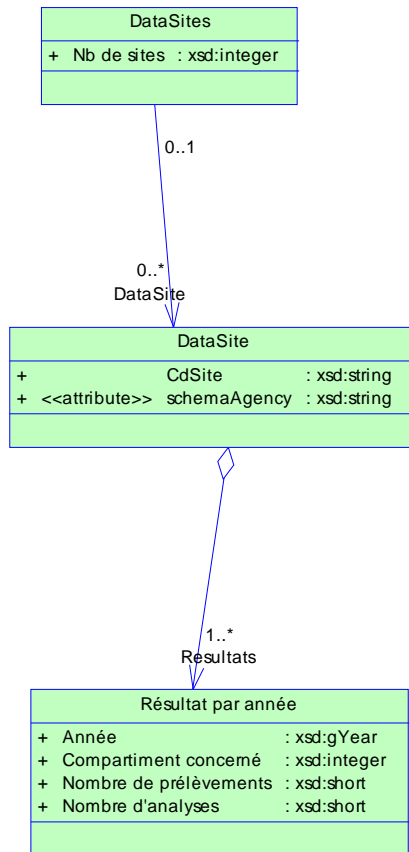 DataSites
+ Nb de sites : xsd:integer
0..1
0..*
DataSite
DataSite
+ CdSite : xsd:string
+ <<attribute>> schemaAgency : xsd:string
1..*
Resultats
Résultat par année
+ Année : xsd:gYear
+ Compartiment concerné : xsd:integer
+ Nombre de prélèvements : xsd:short
+ Nombre d'analyses : xsd:short